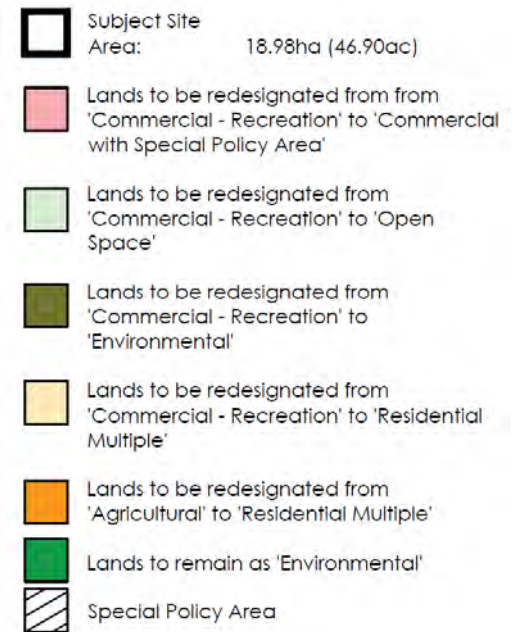 Subject Site
Area: 18.98ha (46.90ac)
Lands to be redesignated from from
'Commercial - Recreation' to 'Commercial
with Special Policy Area'
Lands to be redesignated from
'Commercial - Recreation' to 'Open
Space'
Lands to be redesignated from
'Commercial - Recreation' to
'Environmental'
Lands to be redesignated from
'Commercial - Recreation' to 'Residential
Multiple'
Lands to be redesignated from
'Agricultural' to 'Residential Multiple'
Lands to remain as 'Environmental'
Special Policy Area